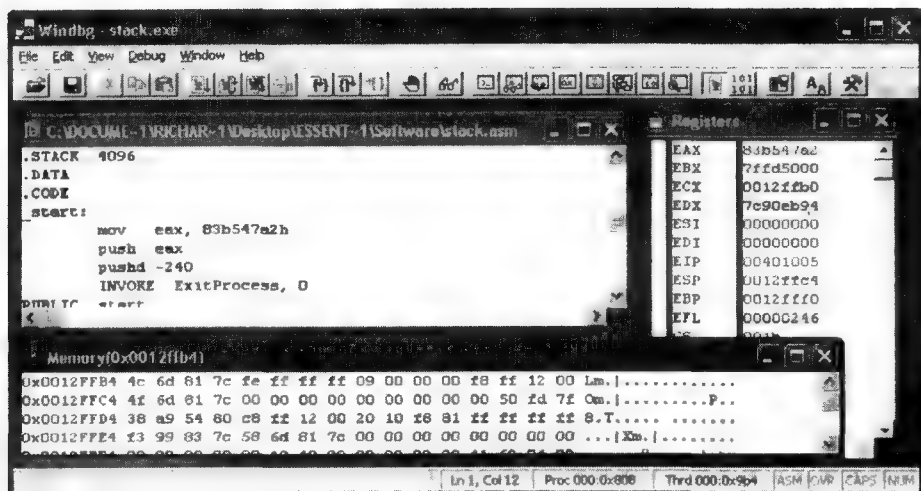 Windbg - stack.exe
File Edit View Debug Window Help
C:\DOCUME~1\RICHAR~1\Desktop\ESSENT~1\Software\stack.asm
.STACK 4096
.DATA
.CODE
_start:
mov eax, 83b547a2h
push eax
pushd -240
INVOKE ExitProcess, 0
PUBLIC _start
Registers
EAX 83b547a2
EBX 7ffd5000
ECX 0012ffb0
EDX 7c90eb94
ESI 00000000
EDI 00000000
EIP 00401005
ESP 0012ffc4
EBP 0012fff0
EFL 00000246
CS 001b
Memory(0x0012ffb4)
0x0012FFB4 4c 6d 81 7c fe ff ff ff 09 00 00 00 f8 ff 12 00 Lm.|............
0x0012FFC4 4f 6d 81 7c 00 00 00 00 00 00 00 00 00 50 fd 7f Om.|.........P..
0x0012FFD4 38 a9 54 80 c8 ff 12 00 20 10 f8 81 ff ff ff ff 8.T..... .......
0x0012FFE4 f3 99 83 7c 58 6d 81 7c 00 00 00 00 00 00 00 00 ...|Xm.|........
Ln 1, Col 12 Proc 000:0x808 Thrd 000:0x9b4 ASM OVR CAPS NUM